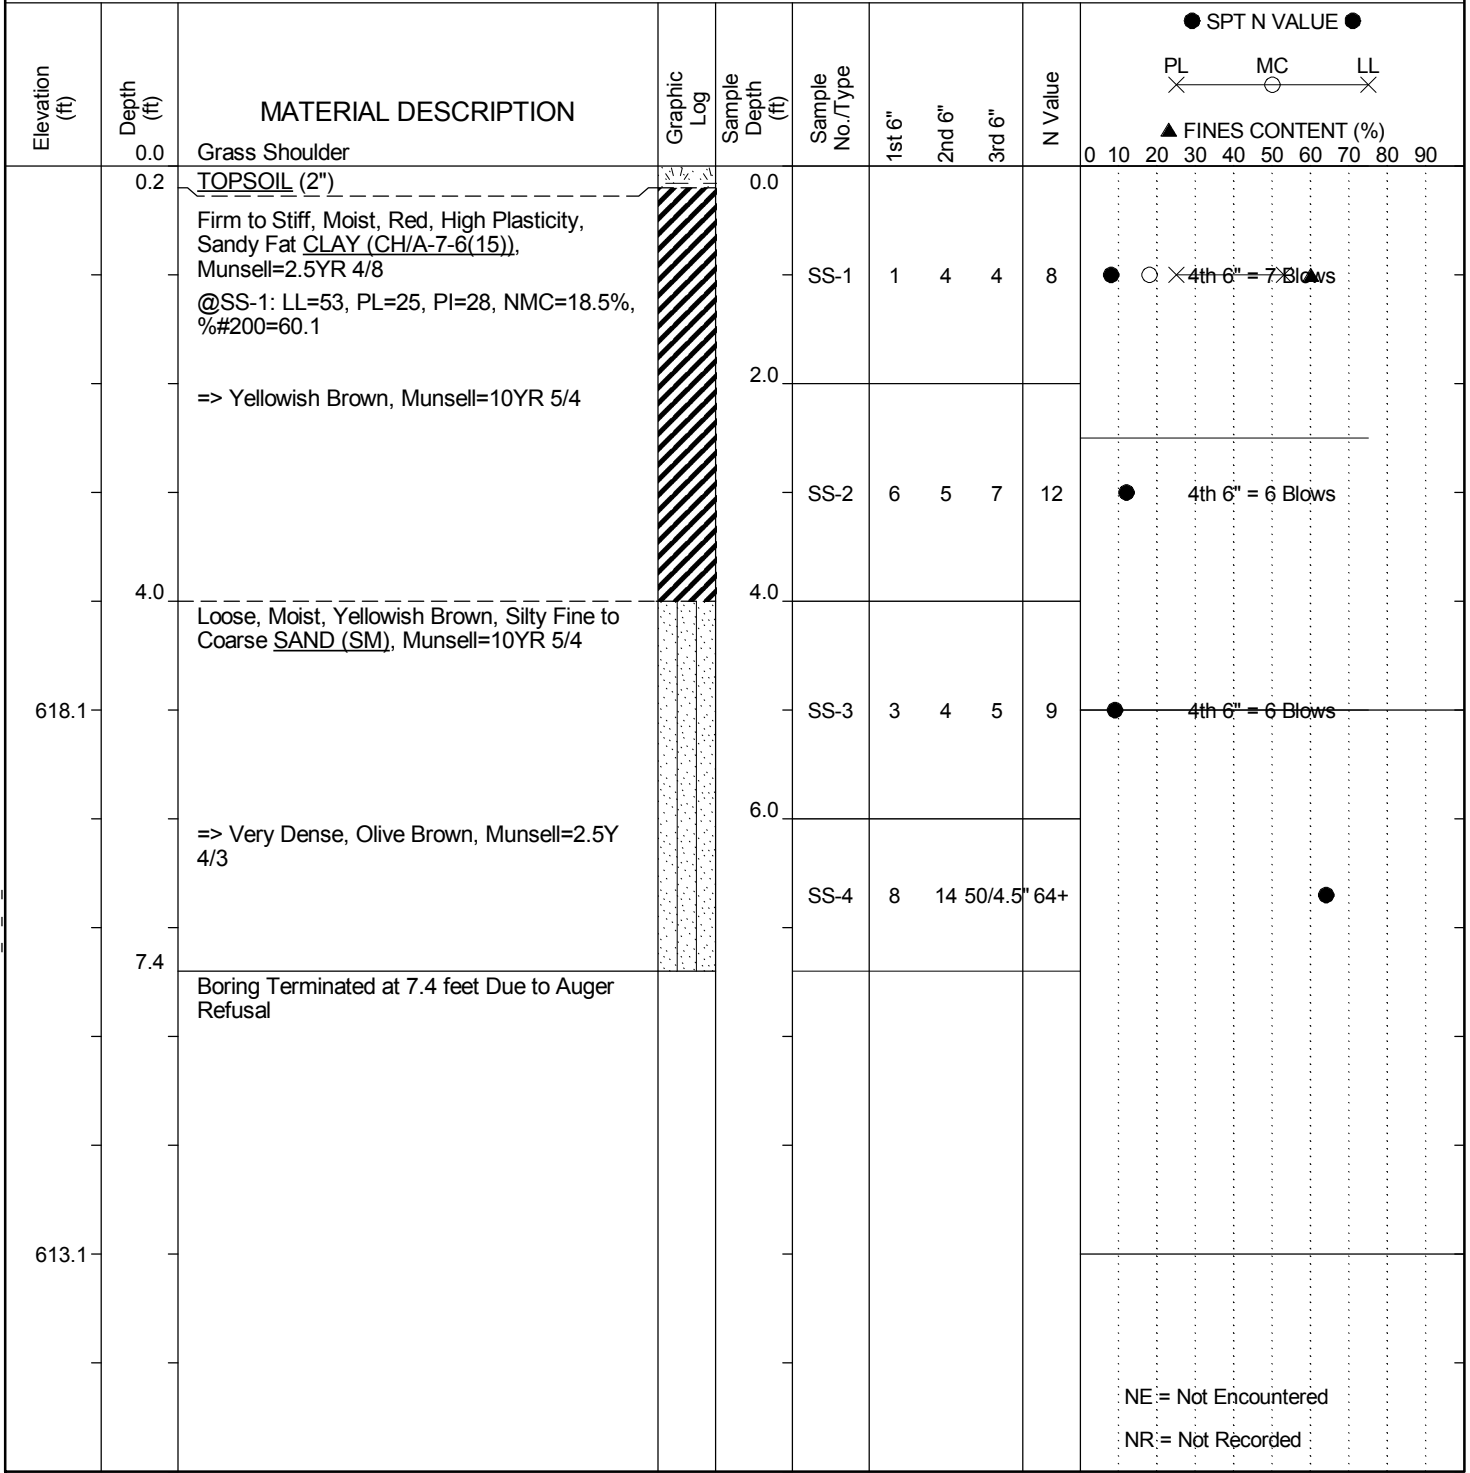 ● SPT N VALUE ●
PL MC LL
▲ FINES CONTENT (%)
0 10 20 30 40 50 60 70 80 90
Elevation
(ft)
Depth
(ft)
MATERIAL DESCRIPTION
Graphic
Log
Sample
Depth
(ft)
Sample
No./Type
1st 6"
2nd 6"
3rd 6"
N Value
0.0 Grass Shoulder
0.2 TOPSOIL (2") 0.0
Firm to Stiff, Moist, Red, High Plasticity,
Sandy Fat CLAY (CH/A-7-6(15)),
Munsell=2.5YR 4/8
SS-1 1 4 4 8 4th 6" = 7 Blows
@SS-1: LL=53, PL=25, PI=28, NMC=18.5%,
%#200=60.1
2.0
=> Yellowish Brown, Munsell=10YR 5/4
SS-2 6 5 7 12 4th 6" = 6 Blows
4.0 4.0
Loose, Moist, Yellowish Brown, Silty Fine to
Coarse SAND (SM), Munsell=10YR 5/4
618.1 SS-3 3 4 5 9 4th 6" = 6 Blows
6.0
=> Very Dense, Olive Brown, Munsell=2.5Y
4/3
SS-4 8 14 50/4.5" 64+
7.4
Boring Terminated at 7.4 feet Due to Auger
Refusal
613.1
NE = Not Encountered
NR = Not Recorded